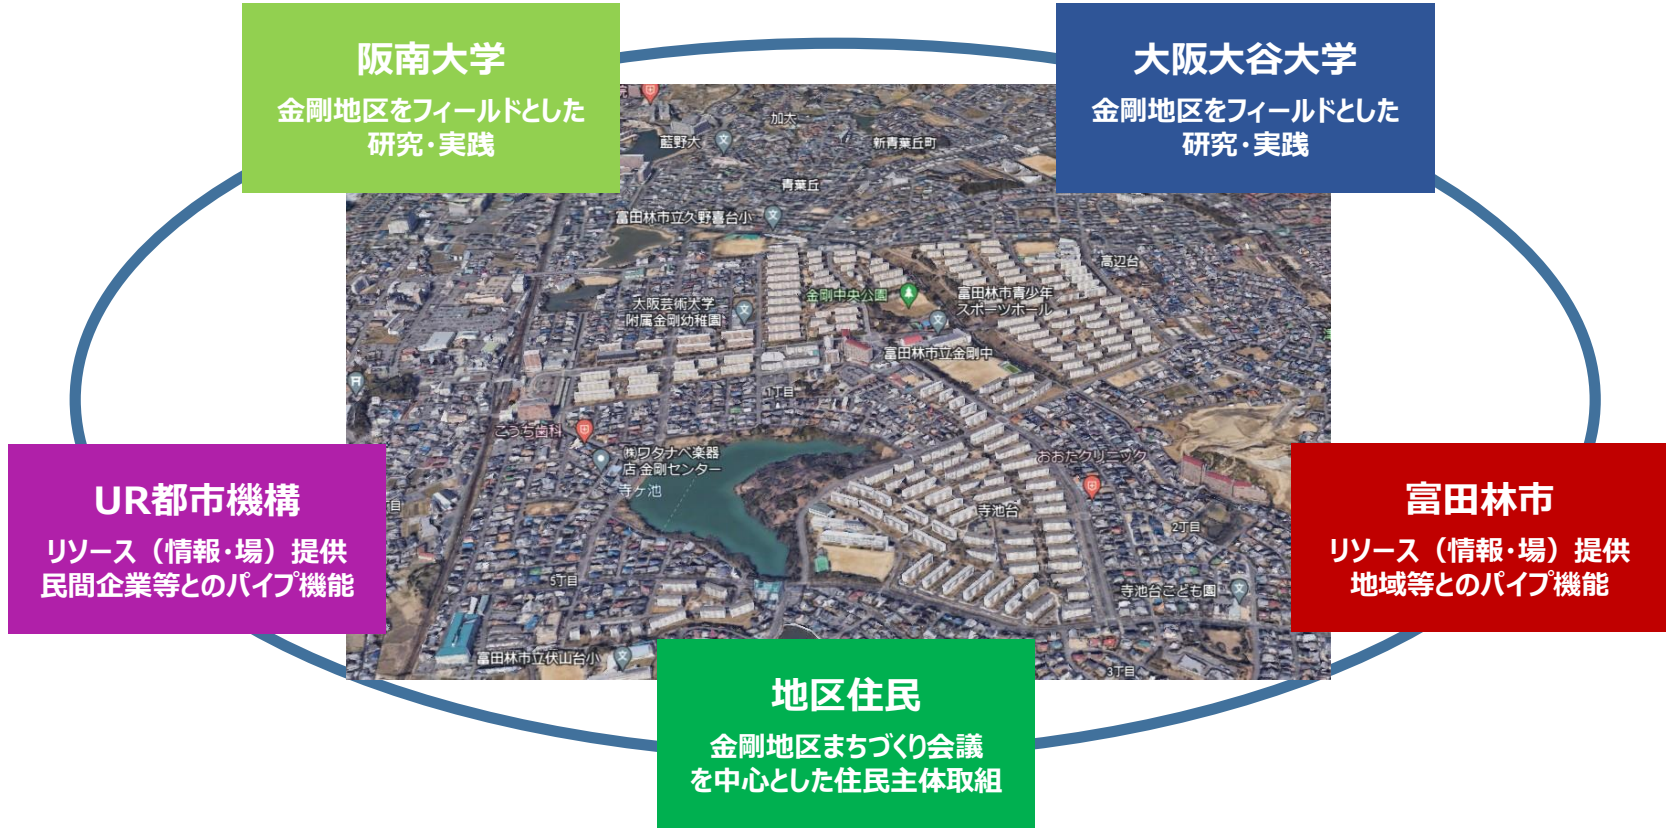 阪南大学
金剛地区をフィールドとした
研究・実践
大阪大谷大学
金剛地区をフィールドとした
研究・実践
院
加太
藍野大
新青葉丘町
青葉丘
富田林市立久野喜台小
高辺台
大阪芸術大学
附属金剛幼稚園
金剛中央公園
富田林市青少年
スポーツホール
富田林市立金剛中
1丁目
こうち歯科
㈱ワタナベ楽器
店 金剛センター
寺ケ池
おおたクリニック
寺池台
2丁目
丁目
5丁目
寺池台こども園
富田林市立伏山台小
3丁目
UR都市機構
リソース（情報・場）提供
民間企業等とのパイプ機能
富田林市
リソース（情報・場）提供
地域等とのパイプ機能
地区住民
金剛地区まちづくり会議
を中心とした住民主体取組